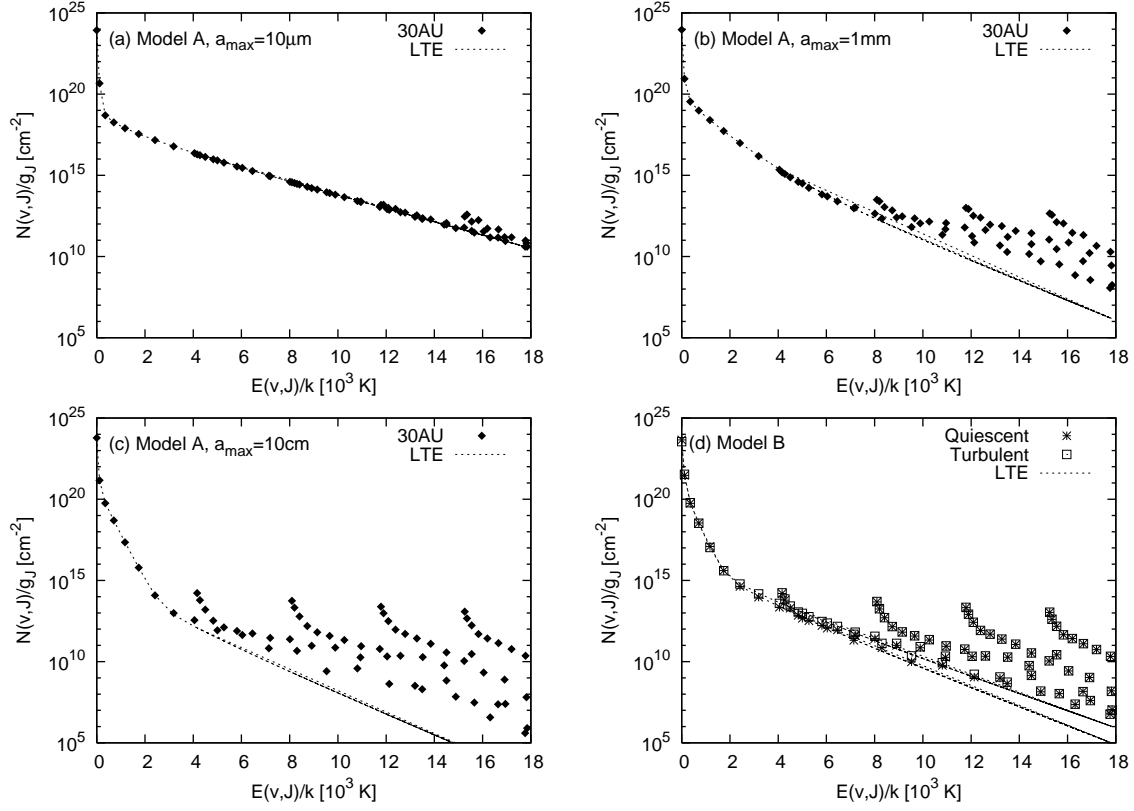 (a) Model A, a_max=10μm
30AU
LTE
N(v,J)/g_J [cm^-2]
10^25
10^20
10^15
10^10
10^5
0 2 4 6 8 10 12 14 16 18
E(v,J)/k [10^3 K]
(b) Model A, a_max=1mm
30AU
LTE
N(v,J)/g_J [cm^-2]
10^25
10^20
10^15
10^10
10^5
0 2 4 6 8 10 12 14 16 18
E(v,J)/k [10^3 K]
(c) Model A, a_max=10cm
30AU
LTE
N(v,J)/g_J [cm^-2]
10^25
10^20
10^15
10^10
10^5
0 2 4 6 8 10 12 14 16 18
E(v,J)/k [10^3 K]
(d) Model B
Quiescent
Turbulent
LTE
N(v,J)/g_J [cm^-2]
10^25
10^20
10^15
10^10
10^5
0 2 4 6 8 10 12 14 16 18
E(v,J)/k [10^3 K]